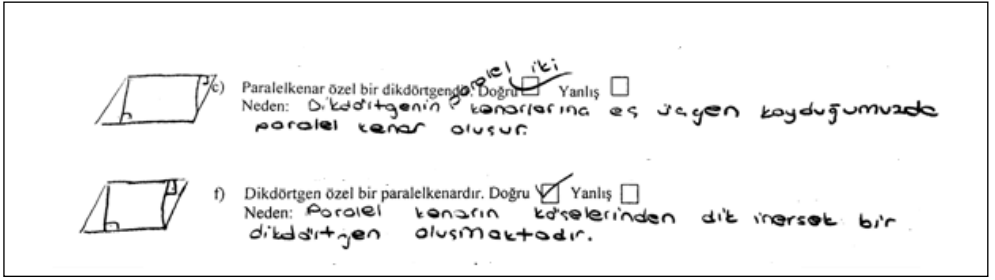 c) Paralelkenar özel bir dikdörtgendir. Doğru Yanlış
paralel iki
Neden: Dikdörtgenin kenarlarına eş üçgen koyduğumuzda
paralel kenar oluşur.
f) Dikdörtgen özel bir paralelkenardır. Doğru Yanlış
Neden: Paralel kenarın köşelerinden dik inersek bir
dikdörtgen oluşmaktadır.